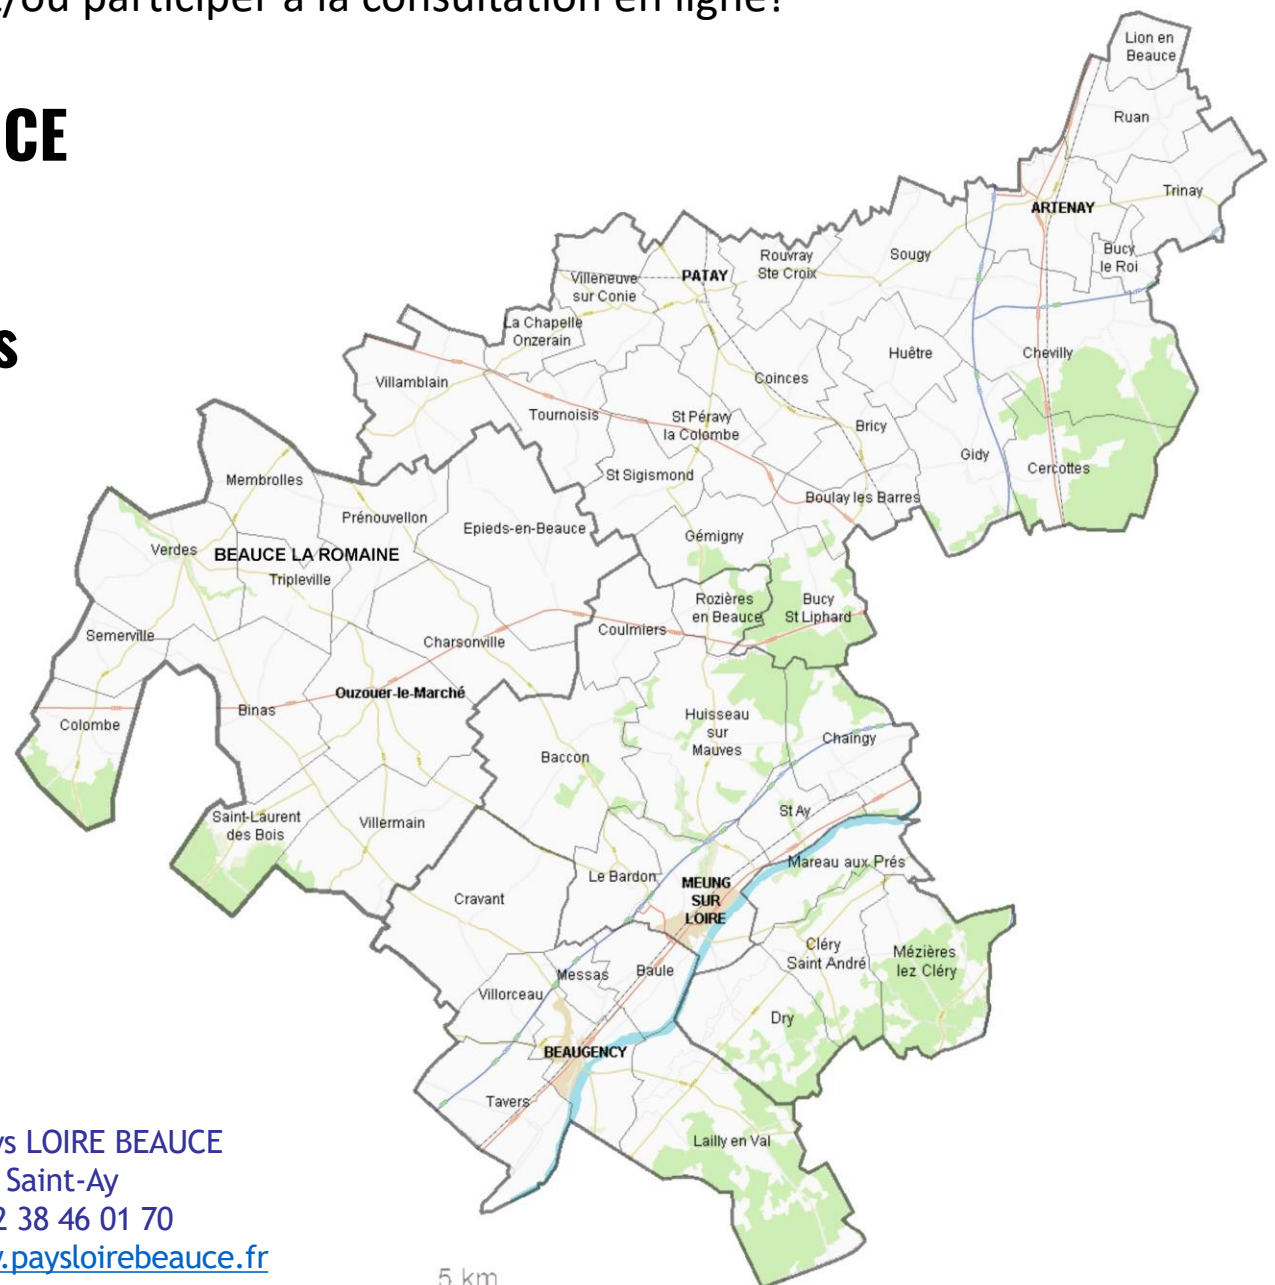 /ou participer à la consultation en ligne!
CE
s
Lion en
Beauce
Ruan
Trinay
ARTENAY
Bucy
le Roi
Sougy
Rouvray
Ste Croix
PATAY
Villeneuve
sur Conie
La Chapelle
Onzerain
Huêtre
Chevilly
Villamblain
Coinces
Tournoisis
St Péravy
la Colombe
Bricy
Gidy
Cercottes
St Sigismond
Membrolles
Boulay les Barres
Prénouvellon
Epieds-en-Beauce
Gémigny
Verdes
BEAUCE LA ROMAINE
Tripleville
Rozières
en Beauce
Bucy
St Liphard
Coulmiers
Semerville
Charsonville
Ouzouer-le-Marché
Binas
Colombe
Huisseau
sur
Mauves
Chaingy
Baccon
St Ay
Saint-Laurent
des Bois
Villermain
Mareau aux Prés
Le Bardon
MEUNG
SUR
LOIRE
Cravant
Cléry
Saint André
Mézières
lez Cléry
Messas
Baule
Villorceau
Dry
BEAUGENCY
Tavers
Lailly en Val
s LOIRE BEAUCE
Saint-Ay
2 38 46 01 70
.paysloirebeauce.fr
5 km